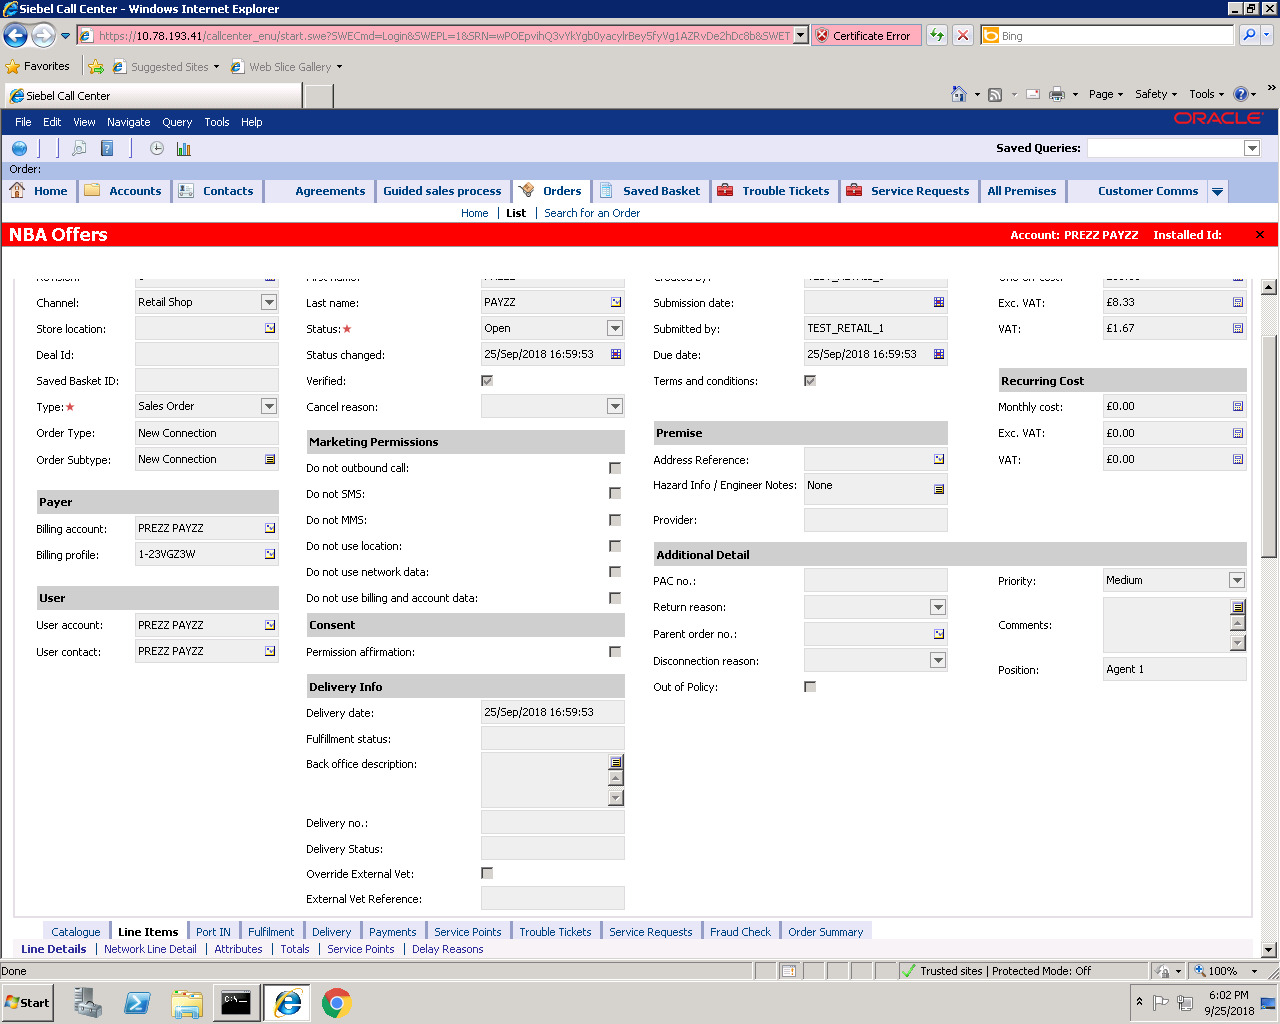 Siebel Call Center - Windows Internet Explorer
https://10.78.193.41/callcenter_enu/start.swe?SWECmd=Login&SWEPL=1&SRN=wPOEpvihQ3vYkYgb0yacylrBey5fyVg1AZRvDe2hDc8b&SWET
Certificate Error
Bing
Favorites
Suggested Sites
Web Slice Gallery
Siebel Call Center
Page
Safety
Tools
File Edit View Navigate Query Tools Help
ORACLE
Saved Queries:
Order:
Home
Accounts
Contacts
Agreements
Guided sales process
Orders
Saved Basket
Trouble Tickets
Service Requests
All Premises
Customer Comms
Home | List | Search for an Order
NBA Offers
Account: PREZZ PAYZZ Installed Id:
Channel: Retail Shop
Store location:
Deal Id:
Saved Basket ID:
Type: Sales Order
Order Type: New Connection
Order Subtype: New Connection
Payer
Billing account: PREZZ PAYZZ
Billing profile: 1-23VGZ3W
User
User account: PREZZ PAYZZ
User contact: PREZZ PAYZZ
Last name: PAYZZ
Status: Open
Status changed: 25/Sep/2018 16:59:53
Verified:
Cancel reason:
Marketing Permissions
Do not outbound call:
Do not SMS:
Do not MMS:
Do not use location:
Do not use network data:
Do not use billing and account data:
Consent
Permission affirmation:
Delivery Info
Delivery date: 25/Sep/2018 16:59:53
Fulfillment status:
Back office description:
Delivery no.:
Delivery Status:
Override External Vet:
External Vet Reference:
Submission date:
Submitted by: TEST_RETAIL_1
Due date: 25/Sep/2018 16:59:53
Terms and conditions:
Premise
Address Reference:
Hazard Info / Engineer Notes: None
Provider:
Additional Detail
PAC no.:
Return reason:
Parent order no.:
Disconnection reason:
Out of Policy:
Exc. VAT: £8.33
VAT: £1.67
Recurring Cost
Monthly cost: £0.00
Exc. VAT: £0.00
VAT: £0.00
Priority: Medium
Comments:
Position: Agent 1
Catalogue
Line Items
Port IN
Fulfilment
Delivery
Payments
Service Points
Trouble Tickets
Service Requests
Fraud Check
Order Summary
Line Details | Network Line Detail | Attributes | Totals | Service Points | Delay Reasons
Done
Trusted sites | Protected Mode: Off
100%
Start
C:\
6:02 PM
9/25/2018